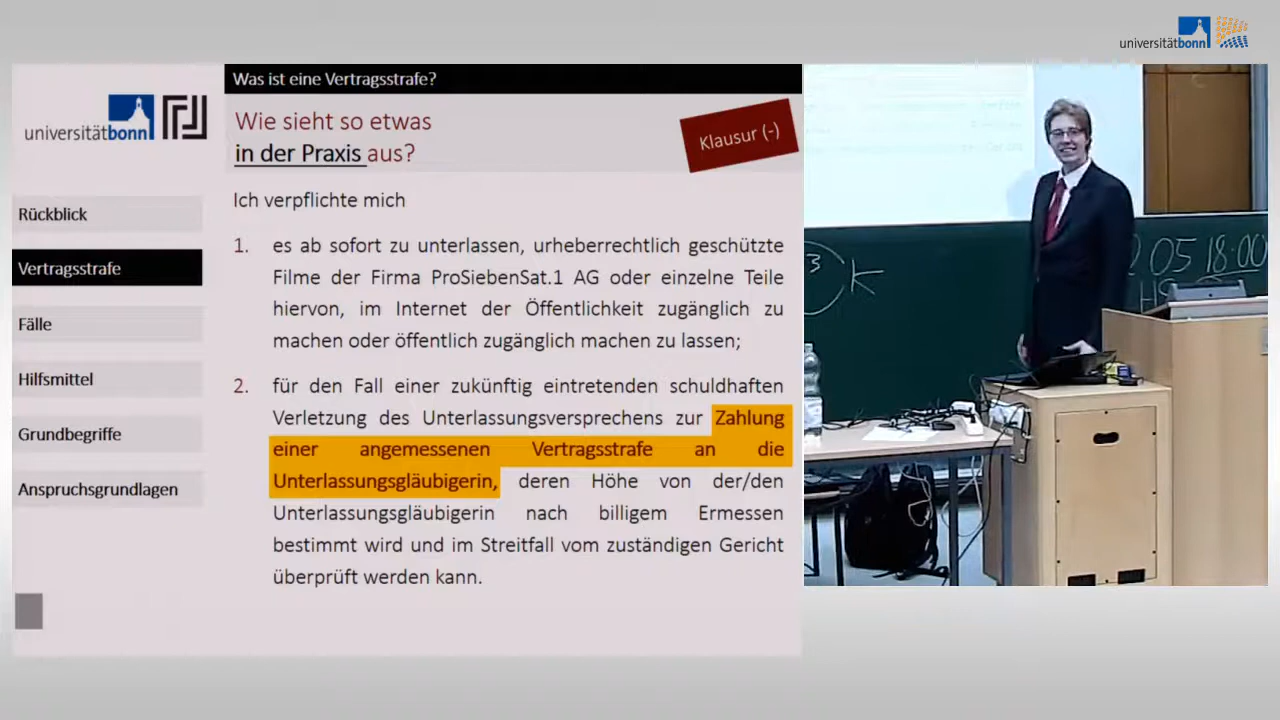 universitätbonn
Was ist eine Vertragsstrafe?
universitätbonn
Wie sieht so etwas
in der Praxis aus?
Klausur (-)
Rückblick
Vertragsstrafe
Fälle
Hilfsmittel
Grundbegriffe
Anspruchsgrundlagen
Ich verpflichte mich
1. es ab sofort zu unterlassen, urheberrechtlich geschützte
Filme der Firma ProSiebenSat.1 AG oder einzelne Teile
hiervon, im Internet der Öffentlichkeit zugänglich zu
machen oder öffentlich zugänglich machen zu lassen;
2. für den Fall einer zukünftig eintretenden schuldhaften
Verletzung des Unterlassungsversprechens zur Zahlung
einer angemessenen Vertragsstrafe an die
Unterlassungsgläubigerin, deren Höhe von der/den
Unterlassungsgläubigerin nach billigem Ermessen
bestimmt wird und im Streitfall vom zuständigen Gericht
überprüft werden kann.
3 K
05 18:00